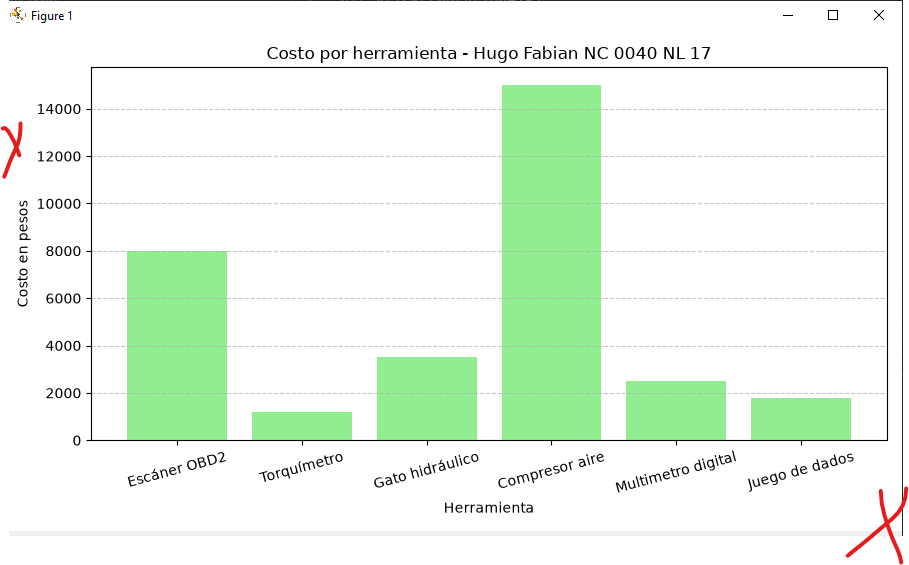 Figure 1
Costo por herramienta - Hugo Fabian NC 0040 NL 17
14000
12000
10000
8000
6000
4000
2000
0
Costo en pesos
Escáner OBD2
Torquímetro
Gato hidráulico
Compresor aire
Multimetro digital
Juego de dados
Herramienta
X
X